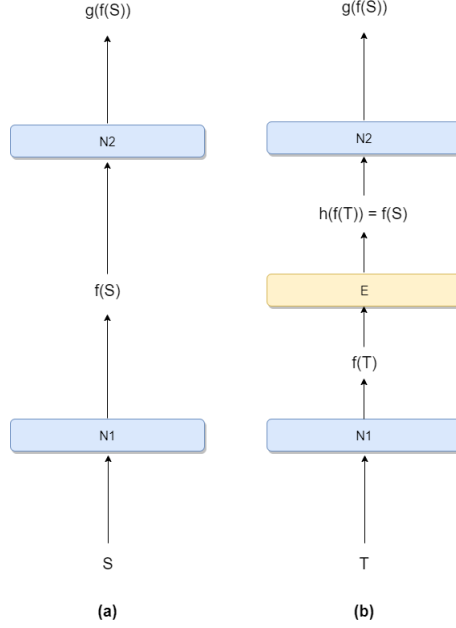 g(f(S))
N2
f(S)
N1
S
(a)
g(f(S))
N2
h(f(T)) = f(S)
E
f(T)
N1
T
(b)